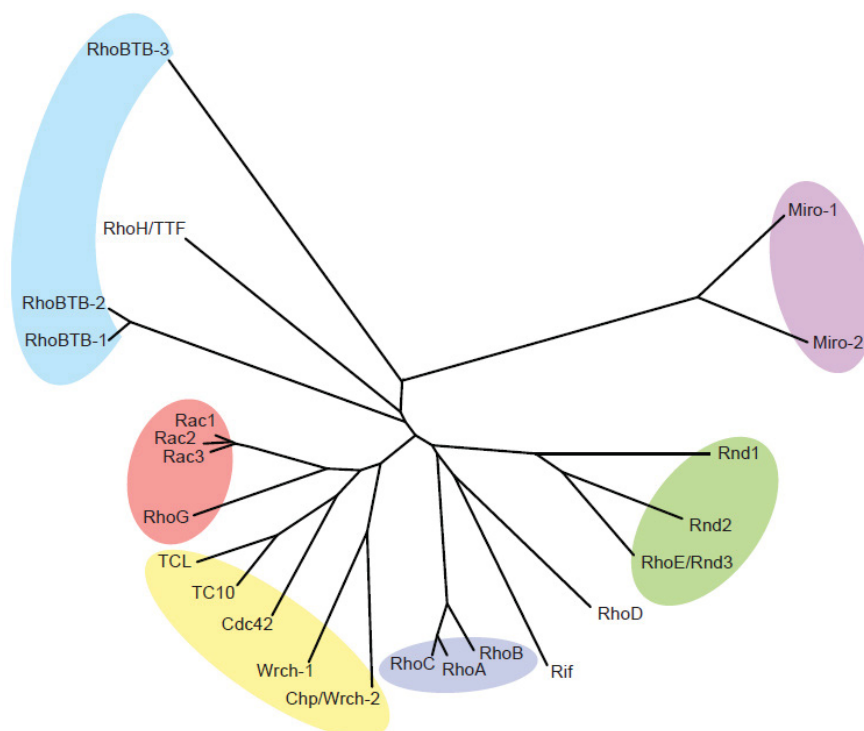 RhoBTB-3
Miro-1
RhoH/TTF
RhoBTB-2
RhoBTB-1
Miro-2
Rac1
Rac2
Rac3
Rnd1
RhoG
Rnd2
TCL
RhoE/Rnd3
TC10
RhoD
Cdc42
RhoB
RhoC
RhoA
Wrch-1
Rif
Chp/Wrch-2